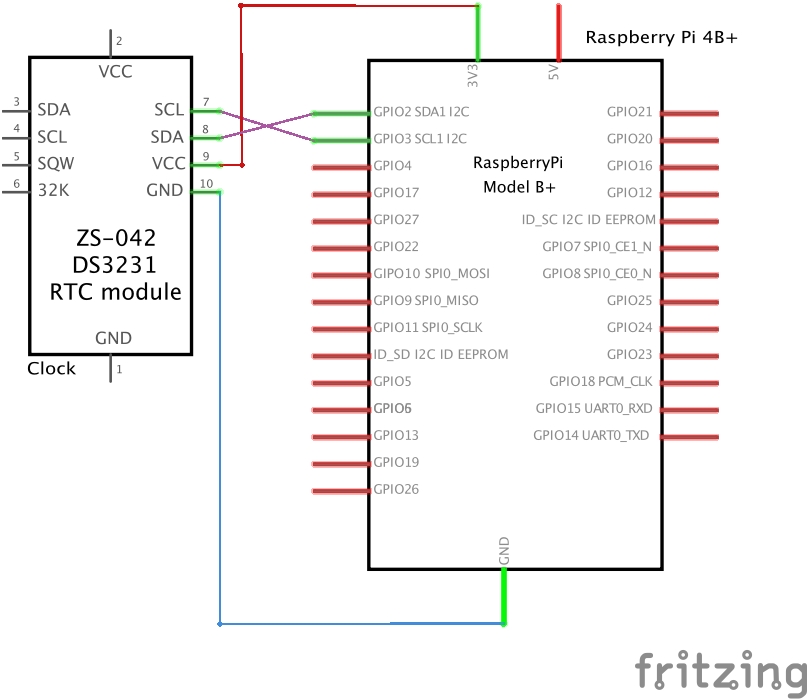 2
VCC
3 SDA
4 SCL
5 SQW
6 32K
SCL 7
SDA 8
VCC 9
GND 10
ZS-042
DS3231
RTC module
GND
1
Clock
Raspberry Pi 4B+
3V3
5V
RaspberryPi
Model B+
GPIO2 SDA1 I2C
GPIO3 SCL1 I2C
GPIO4
GPIO17
GPIO27
GPIO22
GIPO10 SPI0_MOSI
GPIO9 SPI0_MISO
GPIO11 SPI0_SCLK
ID_SD I2C ID EEPROM
GPIO5
GPIO6
GPIO13
GPIO19
GPIO26
GPIO21
GPIO20
GPIO16
GPIO12
ID_SC I2C ID EEPROM
GPIO7 SPI0_CE1_N
GPIO8 SPI0_CE0_N
GPIO25
GPIO24
GPIO23
GPIO18 PCM_CLK
GPIO15 UART0_RXD
GPIO14 UART0_TXD
GND
fritzing